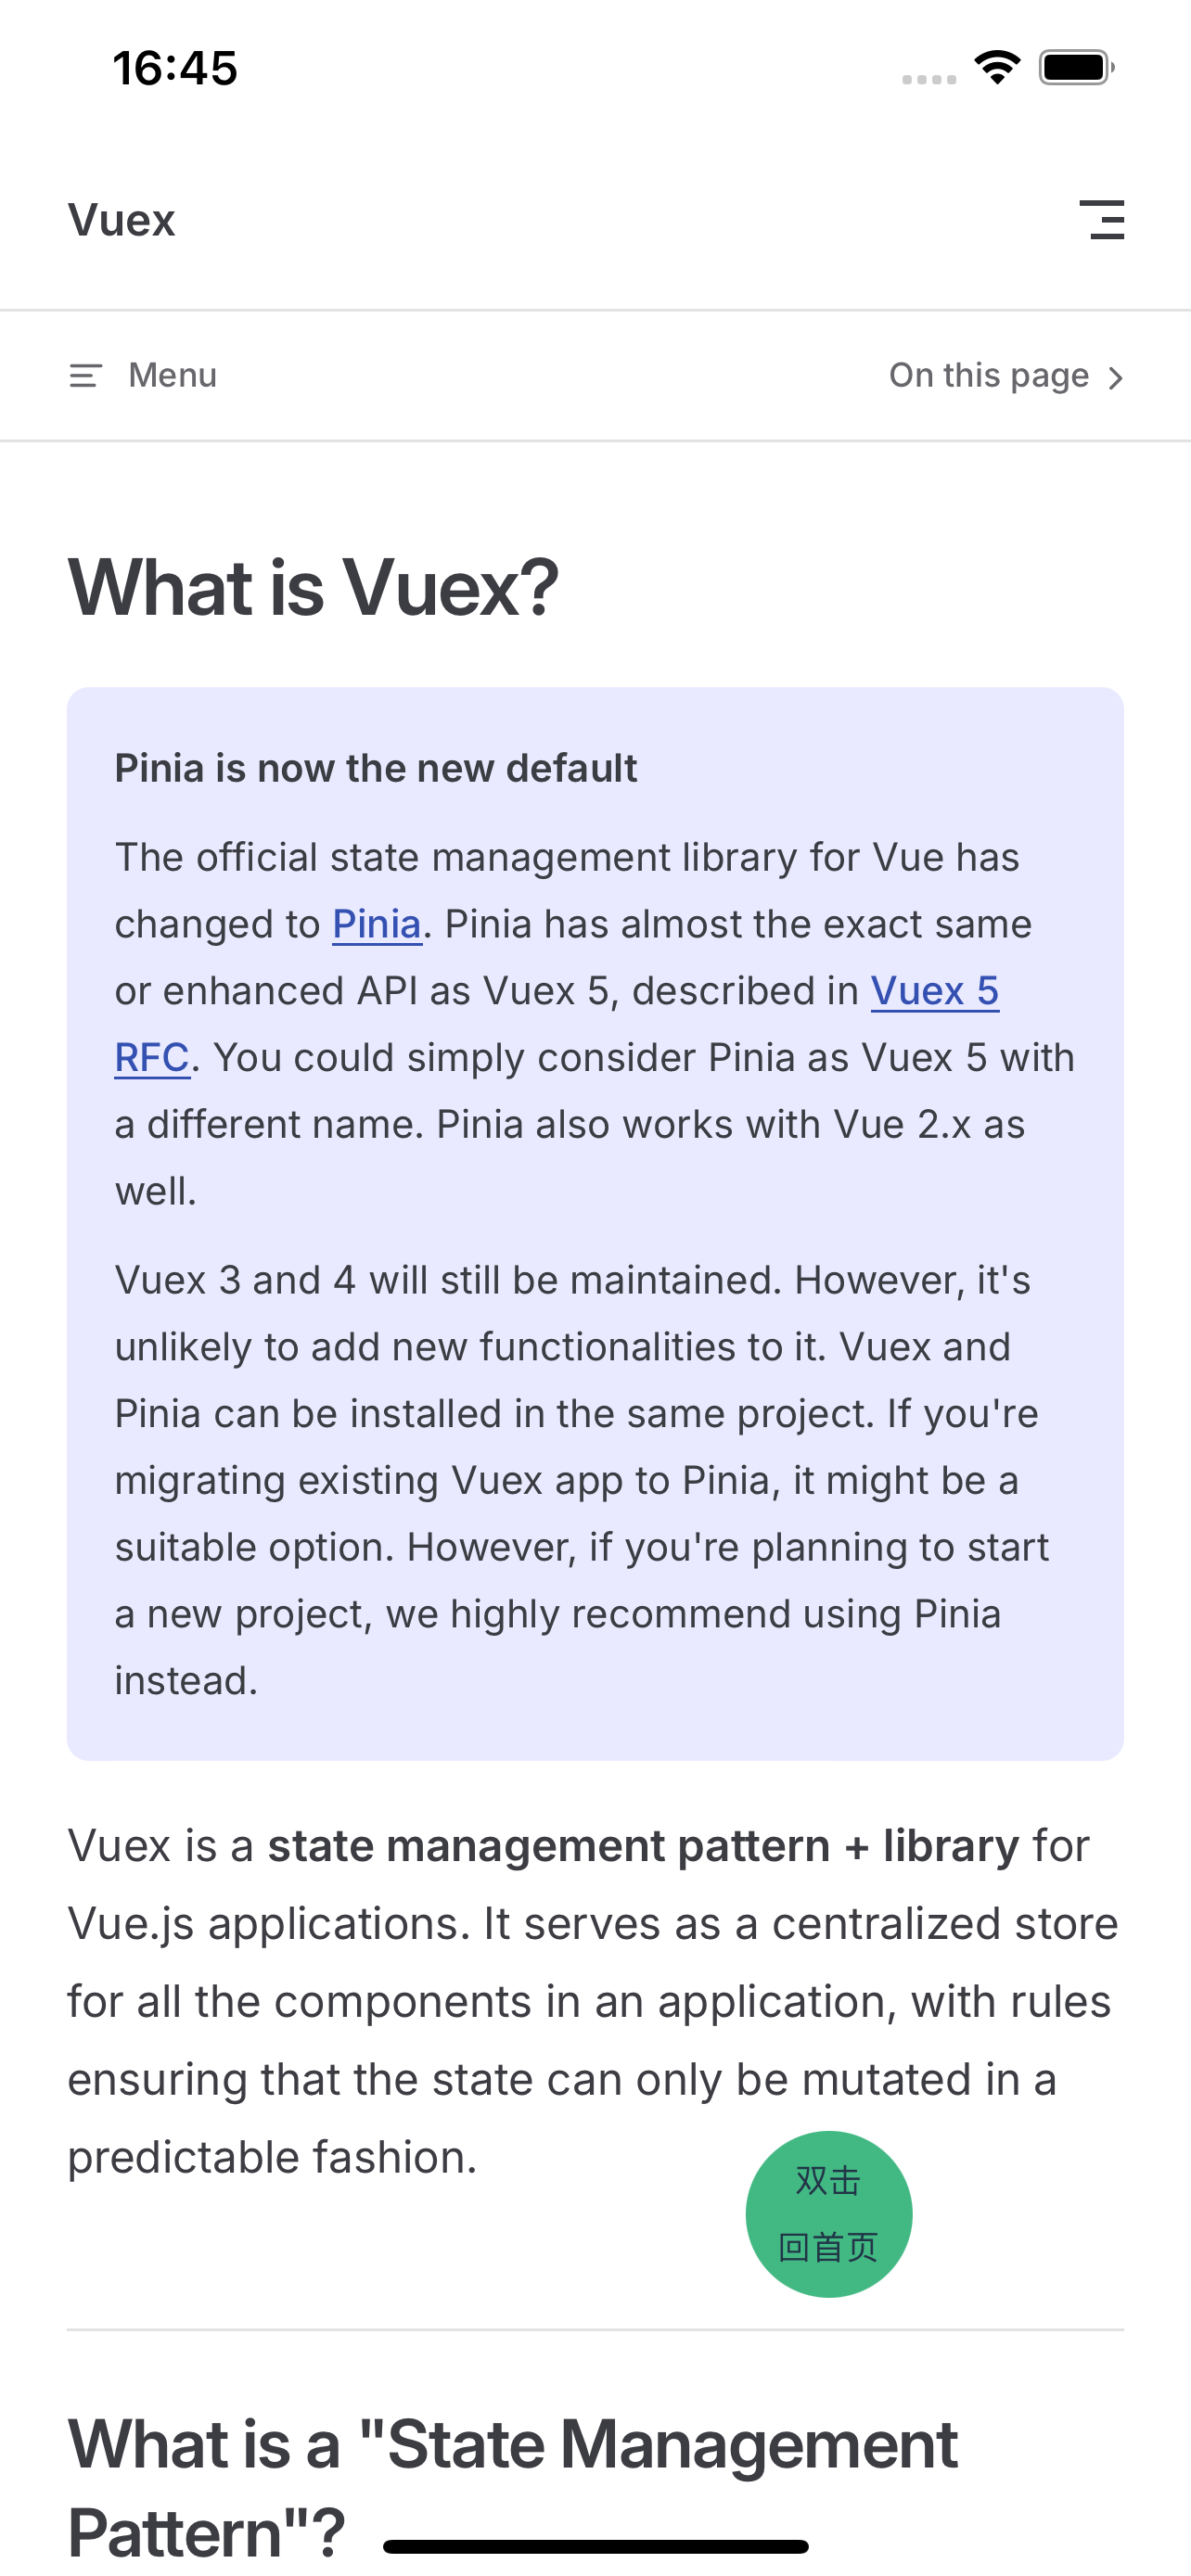 16:45
Vuex
Menu
On this page
What is Vuex?
Pinia is now the new default
The official state management library for Vue has
changed to Pinia. Pinia has almost the exact same
or enhanced API as Vuex 5, described in Vuex 5
RFC. You could simply consider Pinia as Vuex 5 with
a different name. Pinia also works with Vue 2.x as
well.
Vuex 3 and 4 will still be maintained. However, it's
unlikely to add new functionalities to it. Vuex and
Pinia can be installed in the same project. If you're
migrating existing Vuex app to Pinia, it might be a
suitable option. However, if you're planning to start
a new project, we highly recommend using Pinia
instead.
Vuex is a state management pattern + library for
Vue.js applications. It serves as a centralized store
for all the components in an application, with rules
ensuring that the state can only be mutated in a
predictable fashion.
双击
回首页
What is a "State Management
Pattern"?